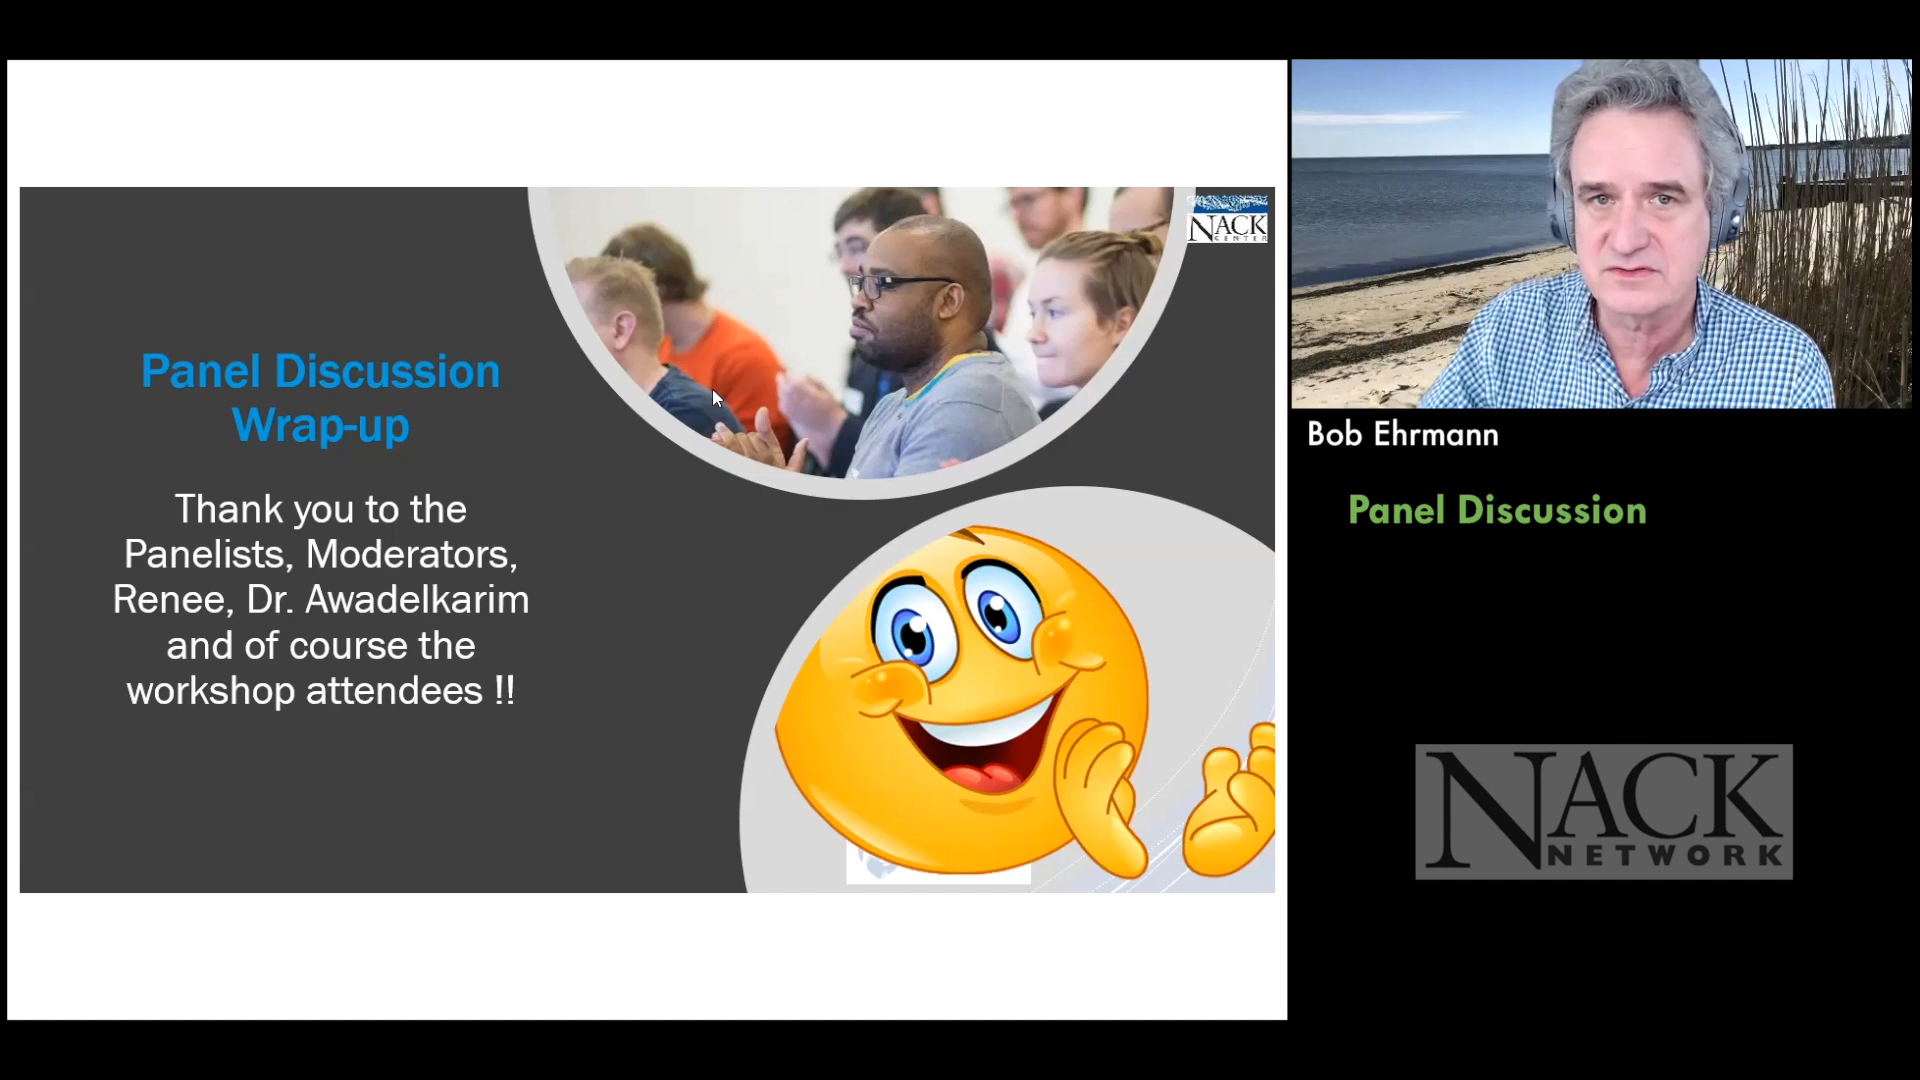 Panel Discussion
Wrap-up
Thank you to the
Panelists, Moderators,
Renee, Dr. Awadelkarim
and of course the
workshop attendees !!
NACK
CENTER
Bob Ehrmann
Panel Discussion
NACK
NETWORK